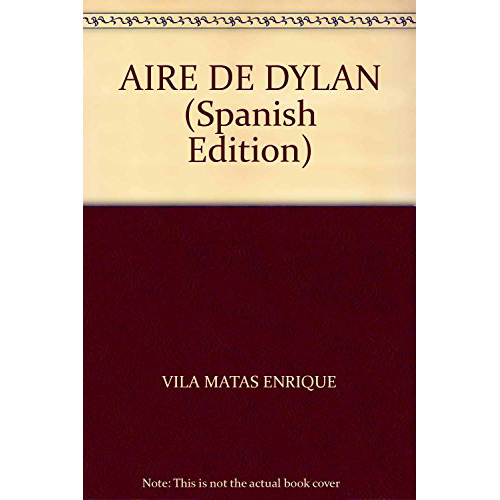 AIRE DE DYLAN
(Spanish
Edition)
VILA MATAS ENRIQUE
Note: This is not the actual book cover